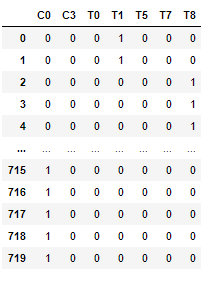 C0 C3 T0 T1 T5 T7 T8
0 0 0 0 1 0 0 0
1 0 0 0 1 0 0 0
2 0 0 0 0 0 0 1
3 0 0 0 0 0 0 1
4 0 0 0 0 0 0 1
... ... ... ... ... ... ... ...
715 1 0 0 0 0 0 0
716 1 0 0 0 0 0 0
717 1 0 0 0 0 0 0
718 1 0 0 0 0 0 0
719 1 0 0 0 0 0 0